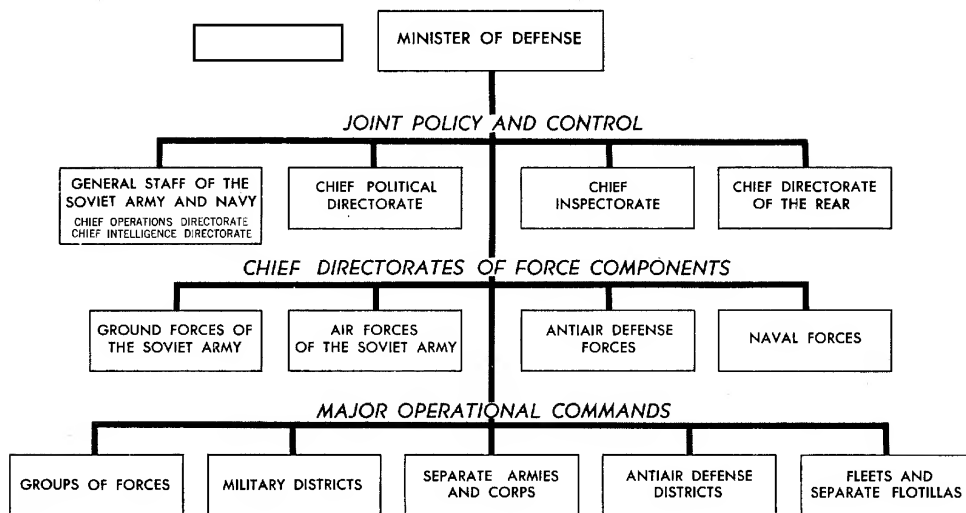 MINISTER OF DEFENSE
JOINT POLICY AND CONTROL
GENERAL STAFF OF THE
SOVIET ARMY AND NAVY
CHIEF OPERATIONS DIRECTORATE
CHIEF INTELLIGENCE DIRECTORATE
CHIEF POLITICAL
DIRECTORATE
CHIEF
INSPECTORATE
CHIEF DIRECTORATE
OF THE REAR
CHIEF DIRECTORATES OF FORCE COMPONENTS
GROUND FORCES OF
THE SOVIET ARMY
AIR FORCES
OF THE SOVIET ARMY
ANTIAIR DEFENSE
FORCES
NAVAL FORCES
MAJOR OPERATIONAL COMMANDS
GROUPS OF FORCES
MILITARY DISTRICTS
SEPARATE ARMIES
AND CORPS
ANTIAIR DEFENSE
DISTRICTS
FLEETS AND
SEPARATE FLOTILLAS